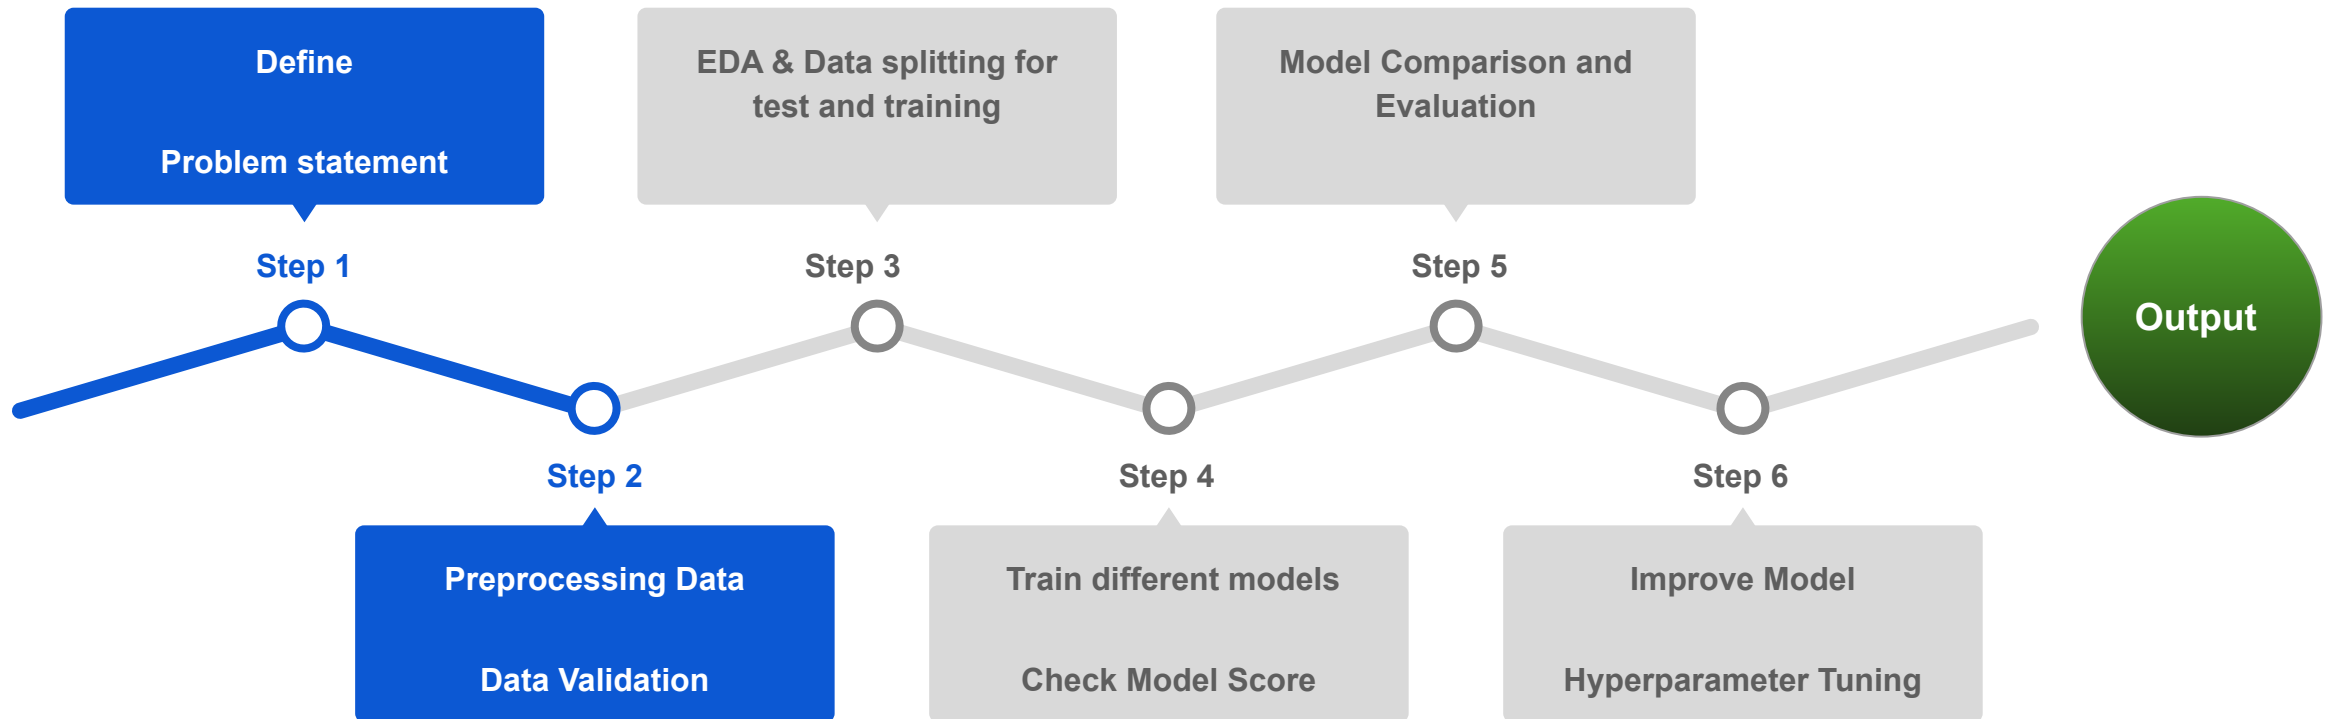 Define
Problem statement
Step 1
Step 2
Preprocessing Data
Data Validation
EDA & Data splitting for
test and training
Step 3
Step 4
Train different models
Check Model Score
Model Comparison and
Evaluation
Step 5
Step 6
Improve Model
Hyperparameter Tuning
Output